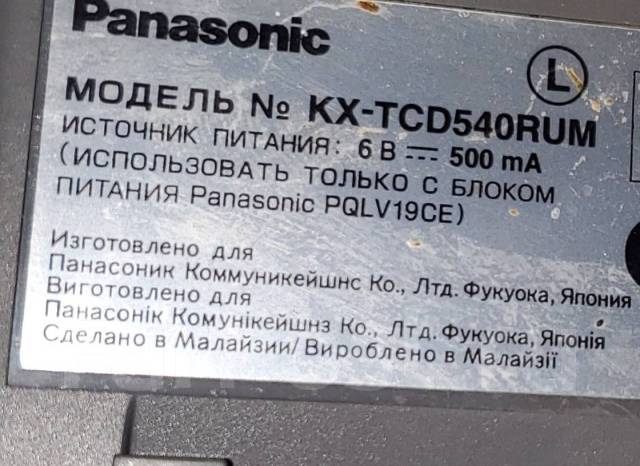 Panasonic
Ⓛ
МОДЕЛЬ № KX-TCD540RUM
ИСТОЧНИК ПИТАНИЯ: 6 В ⎓ 500 mA
(ИСПОЛЬЗОВАТЬ ТОЛЬКО С БЛОКОМ
ПИТАНИЯ Panasonic PQLV19CE)
Изготовлено для
Панасоник Коммуникейшнс Ко., Лтд. Фукуока, Япония
Виготовлено для
Панасонік Комунікейшнз Ко., Лтд. Фукуока, Японія
Сделано в Малайзии/ Вироблено в Малайзії